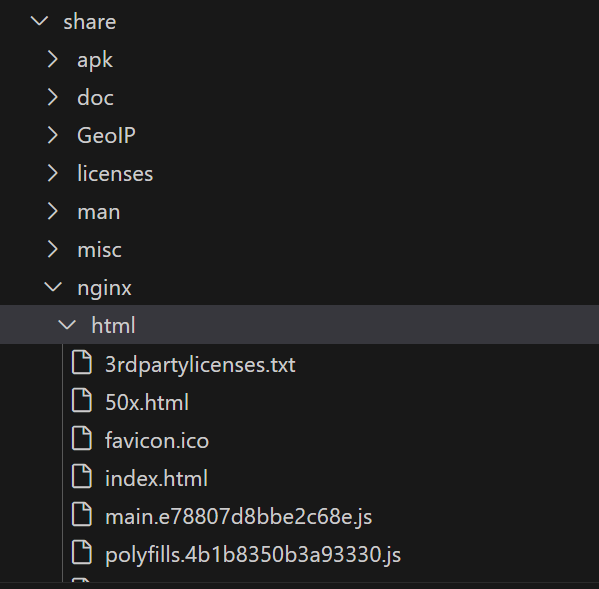 share
apk
doc
GeoIP
licenses
man
misc
nginx
html
3rdpartylicenses.txt
50x.html
favicon.ico
index.html
main.e78807d8bbe2c68e.js
polyfills.4b1b8350b3a93330.js